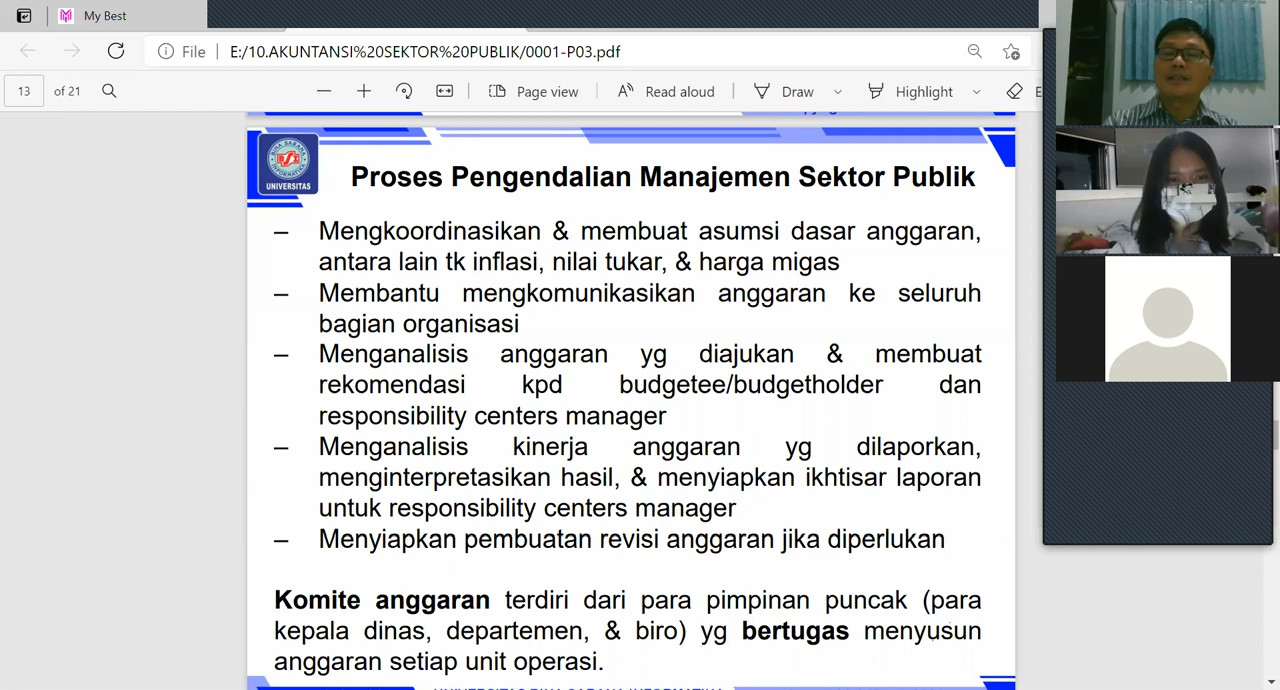 My Best
File
E:/10.AKUNTANSI%20SEKTOR%20PUBLIK/0001-P03.pdf
13
of 21
Page view
Read aloud
Draw
Highlight
E
BINA SARANA
BSI
INFORMATIKA
UNIVERSITAS
Proses Pengendalian Manajemen Sektor Publik
– Mengkoordinasikan & membuat asumsi dasar anggaran,
antara lain tk inflasi, nilai tukar, & harga migas
– Membantu mengkomunikasikan anggaran ke seluruh
bagian organisasi
– Menganalisis anggaran yg diajukan & membuat
rekomendasi kpd budgetee/budgetholder dan
responsibility centers manager
– Menganalisis kinerja anggaran yg dilaporkan,
menginterpretasikan hasil, & menyiapkan ikhtisar laporan
untuk responsibility centers manager
– Menyiapkan pembuatan revisi anggaran jika diperlukan
Komite anggaran terdiri dari para pimpinan puncak (para
kepala dinas, departemen, & biro) yg bertugas menyusun
anggaran setiap unit operasi.